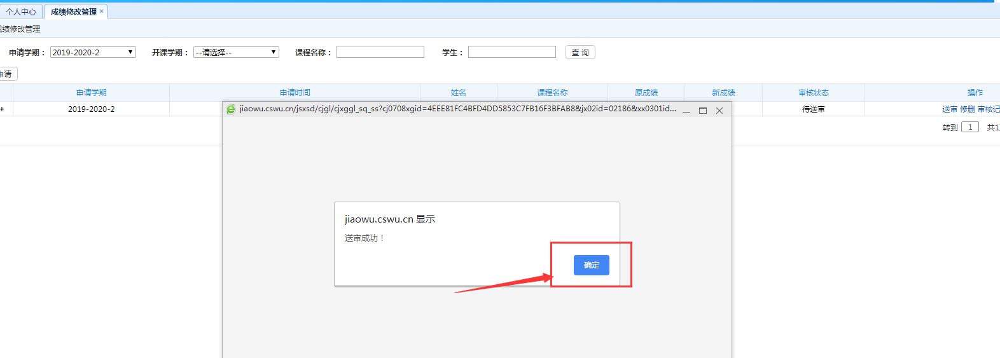 个人中心 成绩修改管理 ×
成绩修改管理
申请学期： 2019-2020-2 开课学期： --请选择-- 课程名称： 学生： 查 询
申请
申请学期 申请时间 姓名 课程名称 原成绩 新成绩 审核状态 操作
+ 2019-2020-2 待送审 送审 修删 审核记
jiaowu.cswu.cn/jsxsd/cjgl/cjxggl_sq_ss?cj0708xgid=4EEE81FC4BFD4DD5853C7FB16F3BFAB8&jx02id=02186&xx0301id...
转到 1 共1
jiaowu.cswu.cn 显示
送审成功！
确定